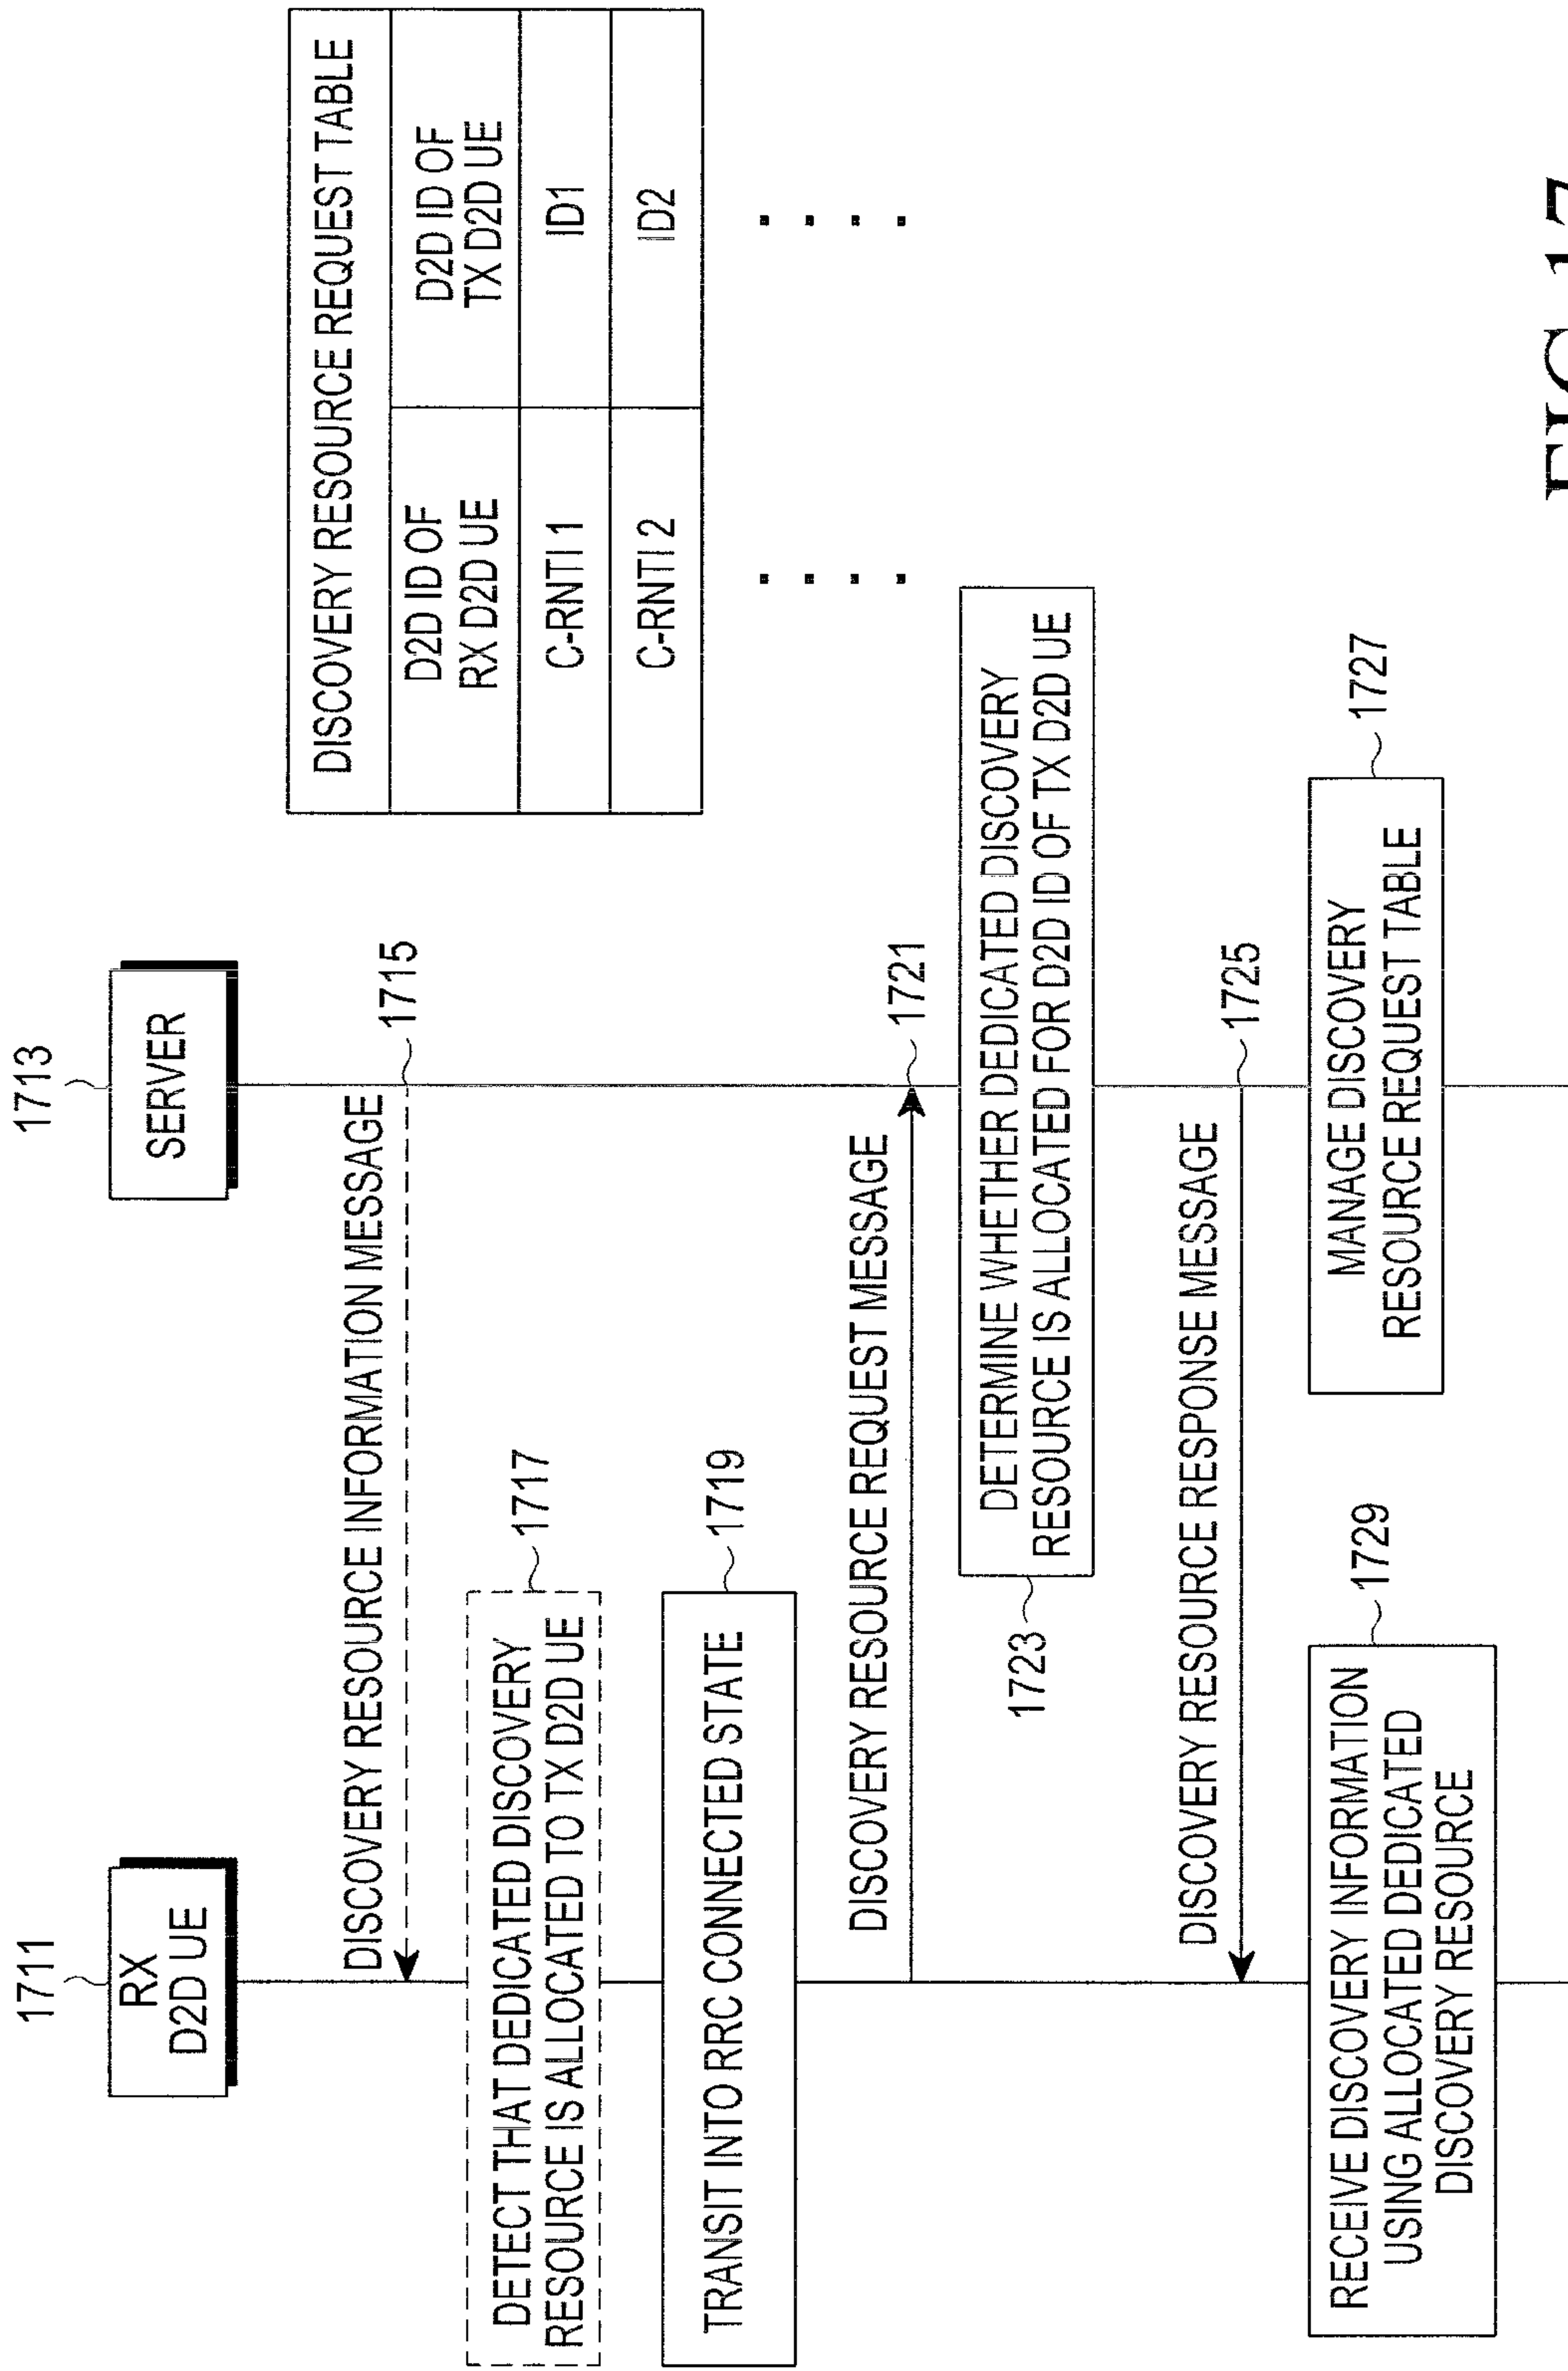 1711
RX
D2D UE
1713
SERVER
DISCOVERY RESOURCE INFORMATION MESSAGE
1715
DETECT THAT DEDICATED DISCOVERY
RESOURCE IS ALLOCATED TO TX D2D UE
1717
TRANSIT INTO RRC CONNECTED STATE
1719
DISCOVERY RESOURCE REQUEST MESSAGE
1721
DETERMINE WHETHER DEDICATED DISCOVERY
RESOURCE IS ALLOCATED FOR D2D ID OF TX D2D UE
1723
DISCOVERY RESOURCE RESPONSE MESSAGE
1725
MANAGE DISCOVERY
RESOURCE REQUEST TABLE
1727
RECEIVE DISCOVERY INFORMATION
USING ALLOCATED DEDICATED
DISCOVERY RESOURCE
1729
DISCOVERY RESOURCE REQUEST TABLE
D2D ID OF
RX D2D UE
D2D ID OF
TX D2D UE
C-RNTI 1
ID1
C-RNTI 2
ID2
FIG.17